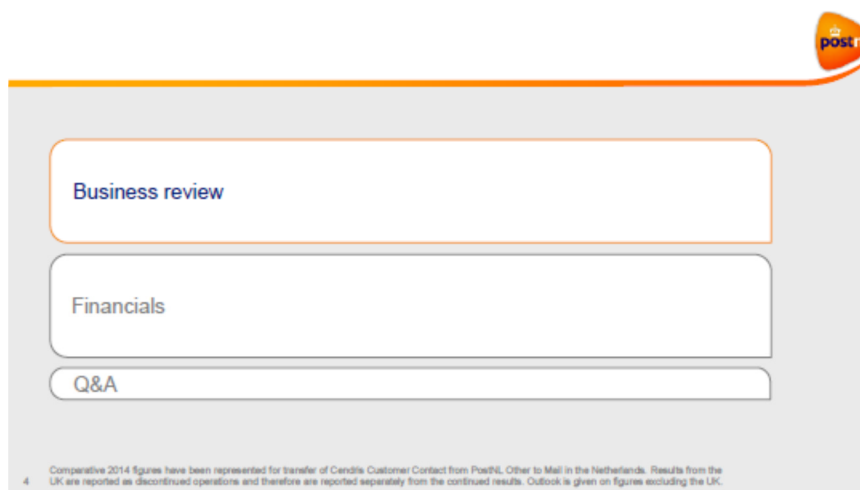 postn
Business review
Financials
Q&A
Comparative 2014 figures have been represented for transfer of Cendris Customer Contact from PostNL Other to Mail in the Netherlands. Results from the
4 UK are reported as discontinued operations and therefore are reported separately from the continued results. Outlook is given on figures excluding the UK.